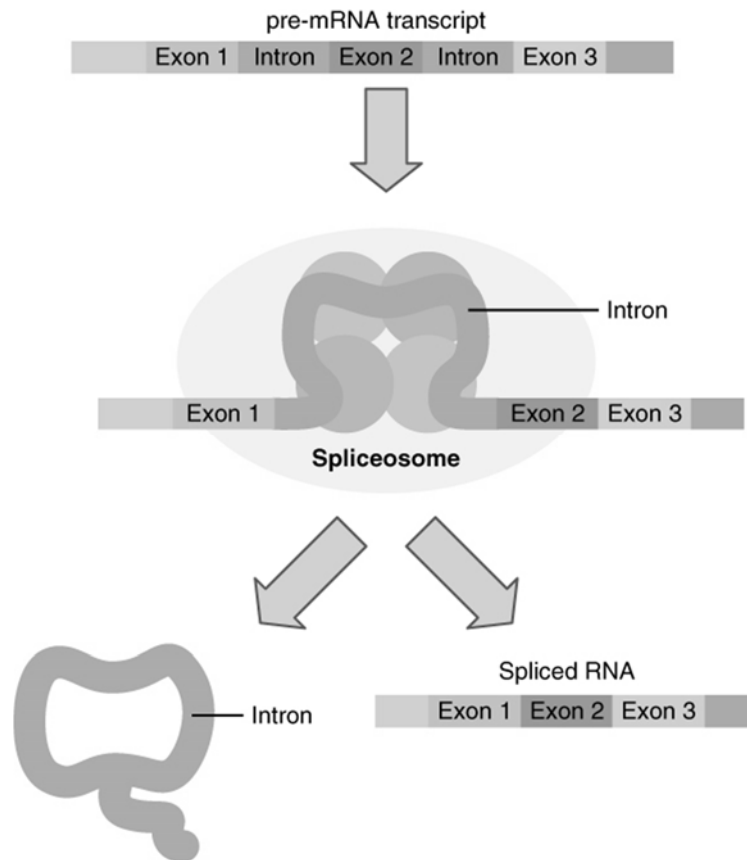 pre-mRNA transcript
Exon 1 Intron Exon 2 Intron Exon 3
Intron
Exon 1 Exon 2 Exon 3
Spliceosome
Spliced RNA
Intron
Exon 1 Exon 2 Exon 3